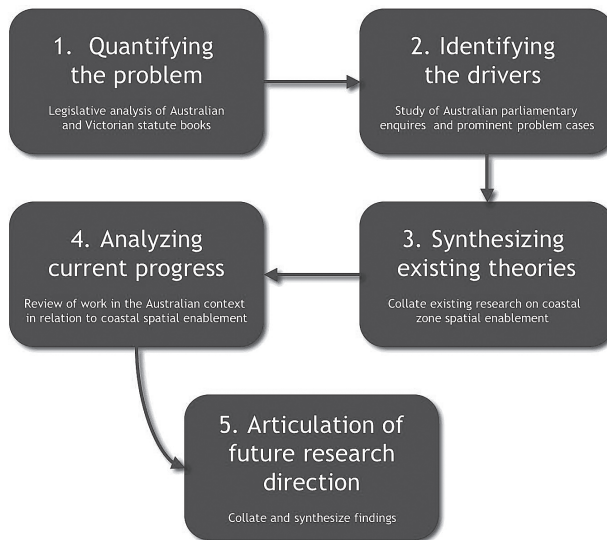 1. Quantifying
the problem
Legislative analysis of Australian
and Victorian statute books
2. Identifying
the drivers
Study of Australian parliamentary
enquires and prominent problem cases
3. Synthesizing
existing theories
Collate existing research on coastal
zone spatial enablement
4. Analyzing
current progress
Review of work in the Australian context
in relation to coastal spatial enablement
5. Articulation of
future research
direction
Collate and synthesize findings